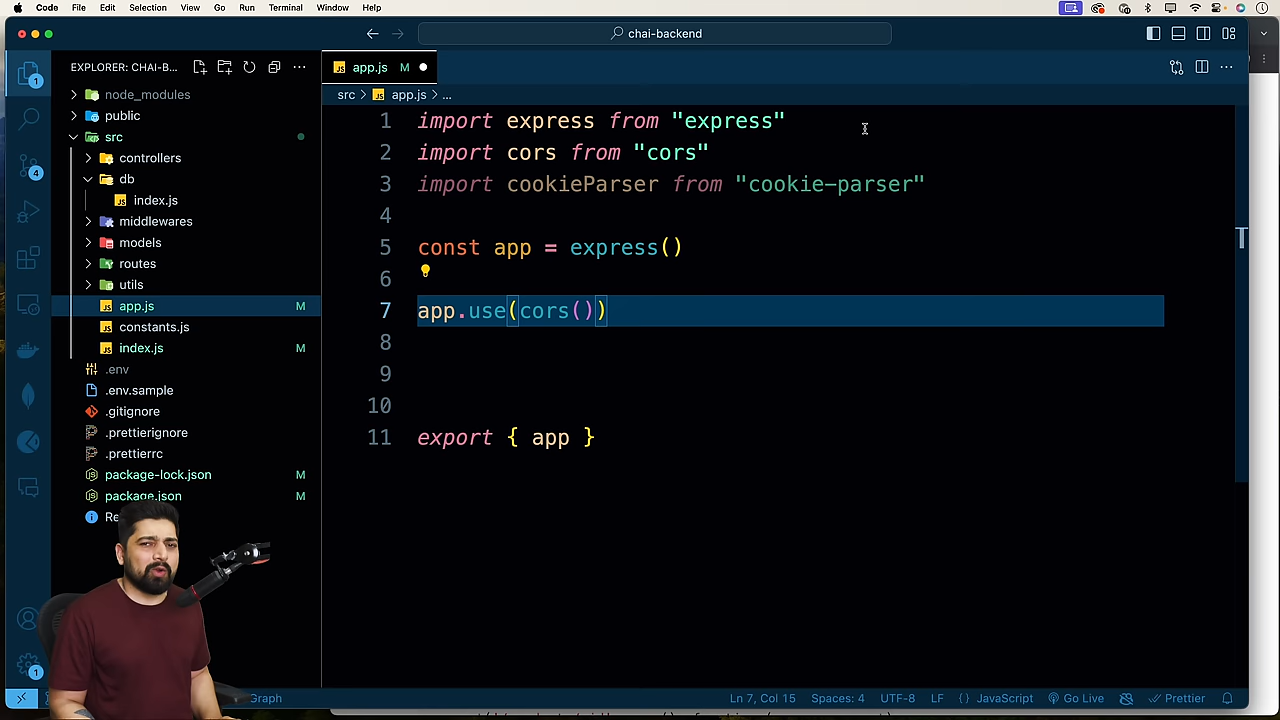 Code File Edit Selection View Go Run Terminal Window Help
chai-backend
EXPLORER: CHAI-B...
app.js M
src > app.js > ...
node_modules
public
src
controllers
db
index.js
middlewares
models
routes
utils
app.js M
constants.js
index.js M
.env
.env.sample
.gitignore
.prettierignore
.prettierrc
package-lock.json M
package.json M
1 import express from "express"
2 import cors from "cors"
3 import cookieParser from "cookie-parser"
4
5 const app = express()
6
7 app.use(cors())
8
9
10
11 export { app }
1
4
1
Graph
Ln 7, Col 15 Spaces: 4 UTF-8 LF {} JavaScript Go Live Prettier